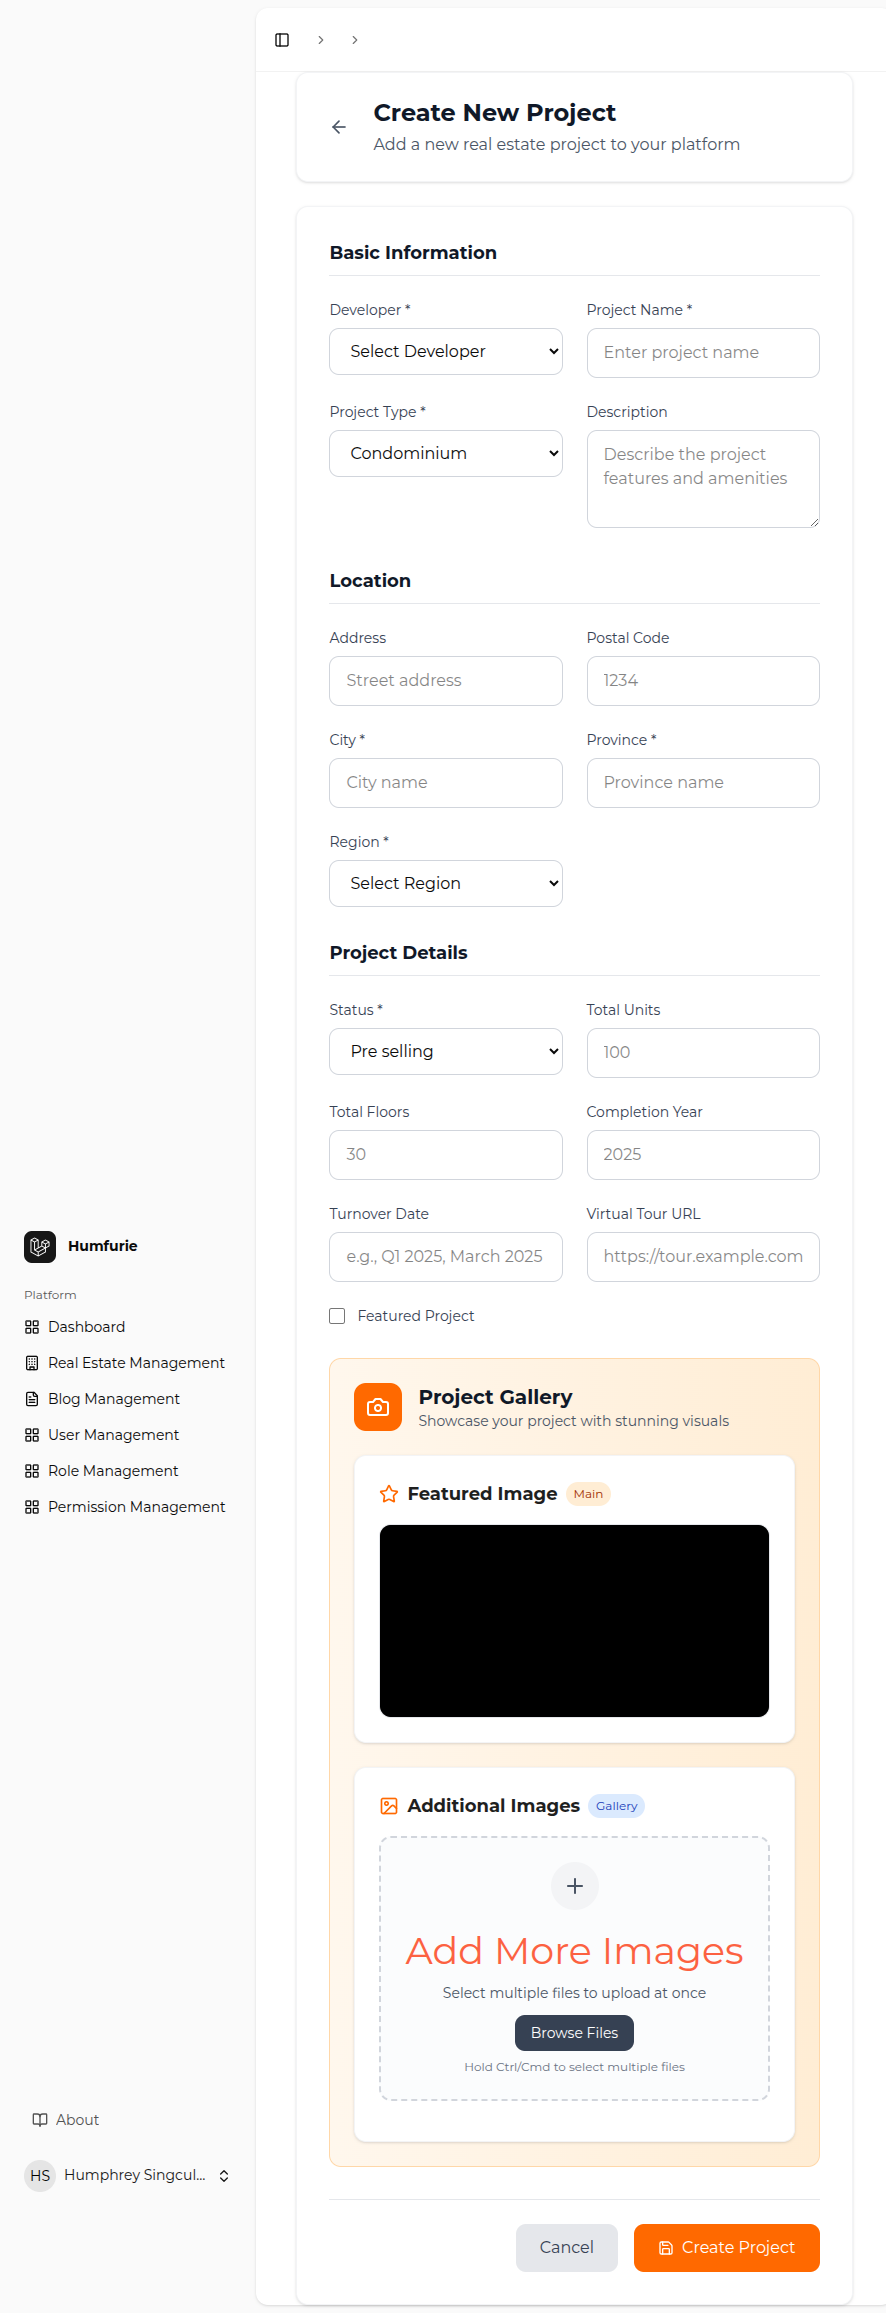 Create New Project
Add a new real estate project to your platform
Basic Information
Developer *
Project Name *
Select Developer
Enter project name
Project Type *
Description
Condominium
Describe the project
features and amenities
Location
Address
Postal Code
Street address
1234
City *
Province *
City name
Province name
Region *
Select Region
Project Details
Status *
Total Units
Pre selling
100
Total Floors
Completion Year
30
2025
Turnover Date
Virtual Tour URL
e.g., Q1 2025, March 2025
https://tour.example.com
Featured Project
Project Gallery
Showcase your project with stunning visuals
Featured Image
Main
Additional Images
Gallery
Add More Images
Select multiple files to upload at once
Browse Files
Hold Ctrl/Cmd to select multiple files
Cancel
Create Project
Humfurie
Platform
Dashboard
Real Estate Management
Blog Management
User Management
Role Management
Permission Management
About
HS
Humphrey Singcul...